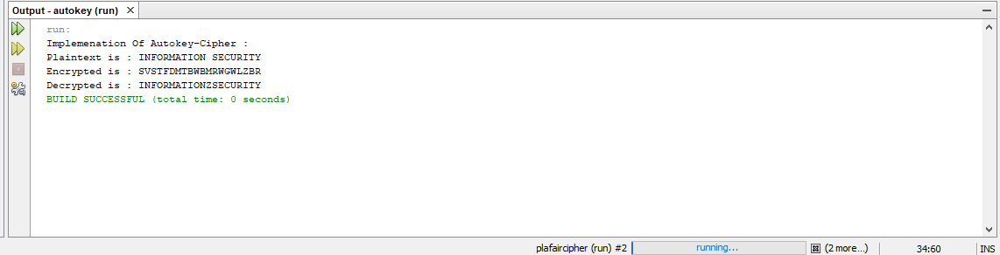 Output - autokey (run)
run:
Implemenation Of Autokey-Cipher :
Plaintext is : INFORMATION SECURITY
Encrypted is : SVSTFDMTBWBMRWGWLZBR
Decrypted is : INFORMATIONZSECURITY
BUILD SUCCESSFUL (total time: 0 seconds)
plafaircipher (run) #2 running... (2 more...) 34:60 INS